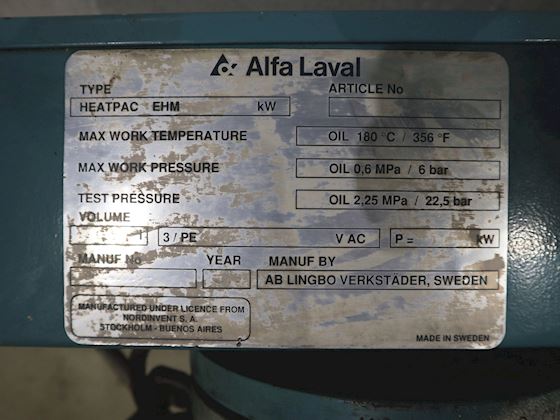 Alfa Laval
TYPE ARTICLE No
HEATPAC EHM kW
MAX WORK TEMPERATURE OIL 180 °C / 356 °F
MAX WORK PRESSURE OIL 0,6 MPa / 6 bar
TEST PRESSURE OIL 2,25 MPa / 22,5 bar
VOLUME
l 3 / PE V AC P = kW
MANUF No YEAR MANUF BY
AB LINGBO VERKSTÄDER, SWEDEN
MANUFACTURED UNDER LICENCE FROM
NORDINVENT S. A.
STOCKHOLM - BUENOS AIRES
MADE IN SWEDEN